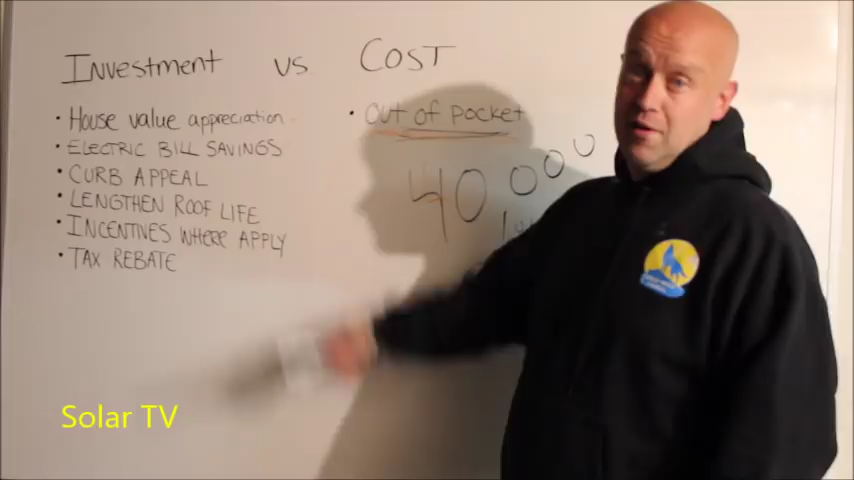 Investment vs Cost
• House value appreciation
• Electric Bill Savings
• Curb Appeal
• Lengthen Roof Life
• Incentives where apply
• Tax Rebate
• Out of pocket
40 000
Solar TV